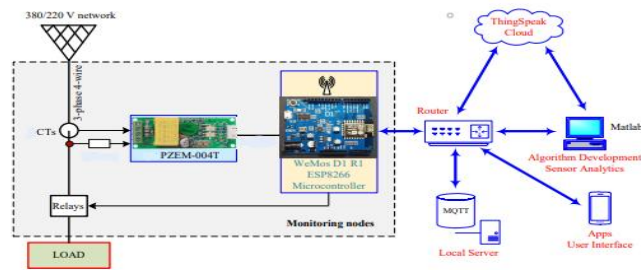 380/220 V network
3-phase 4-wire
CTs
PZEM-004T
WeMos D1 R1
ESP8266
Microcontroller
Relays
Monitoring nodes
LOAD
ThingSpeak
Cloud
Router
Matlab
Algorithm Development
Sensor Analytics
MQTT
Local Server
Apps
User Interface